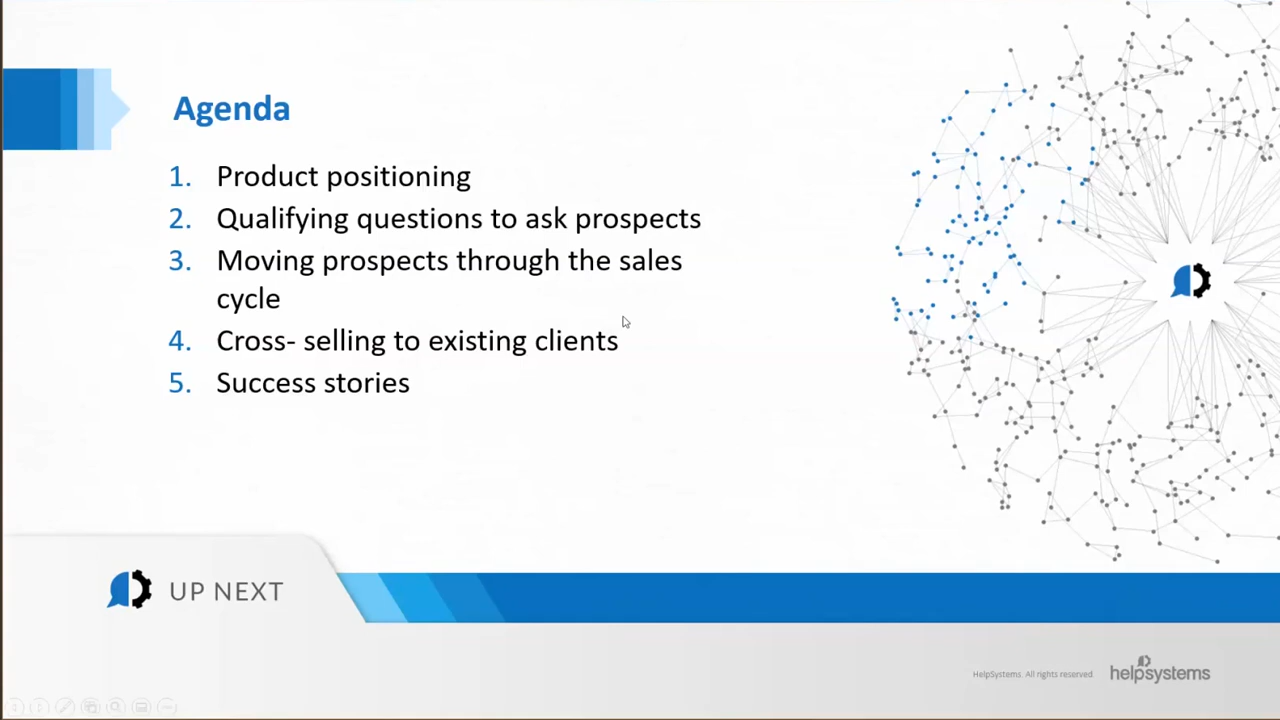 Agenda
1. Product positioning
2. Qualifying questions to ask prospects
3. Moving prospects through the sales
cycle
4. Cross- selling to existing clients
5. Success stories
UP NEXT
HelpSystems All rights reserved
helpsystems